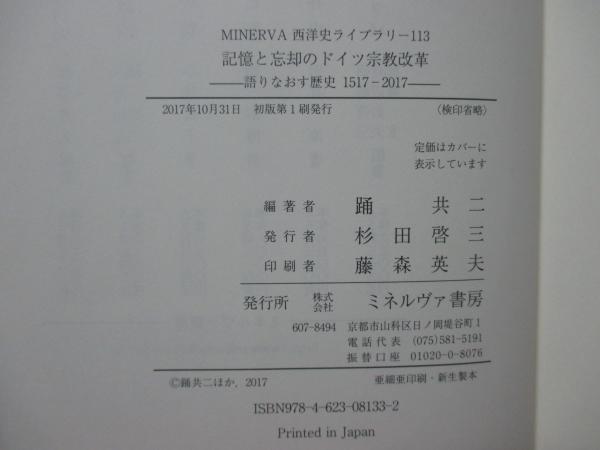 MINERVA 西洋史ライブラリー113
記憶と忘却のドイツ宗教改革
――語りなおす歴史 1517-2017――
2017年10月31日 初版第1刷発行 〈検印省略〉
定価はカバーに
表示しています
編著者 踊 共二
発行者 杉田啓三
印刷者 藤森英夫
発行所 株式会社 ミネルヴァ書房
607-8494 京都市山科区日ノ岡堤谷町1
電話代表 (075)581-5191
振替口座 01020-0-8076
©踊共二ほか, 2017 亜細亜印刷・新生製本
ISBN978-4-623-08133-2
Printed in Japan